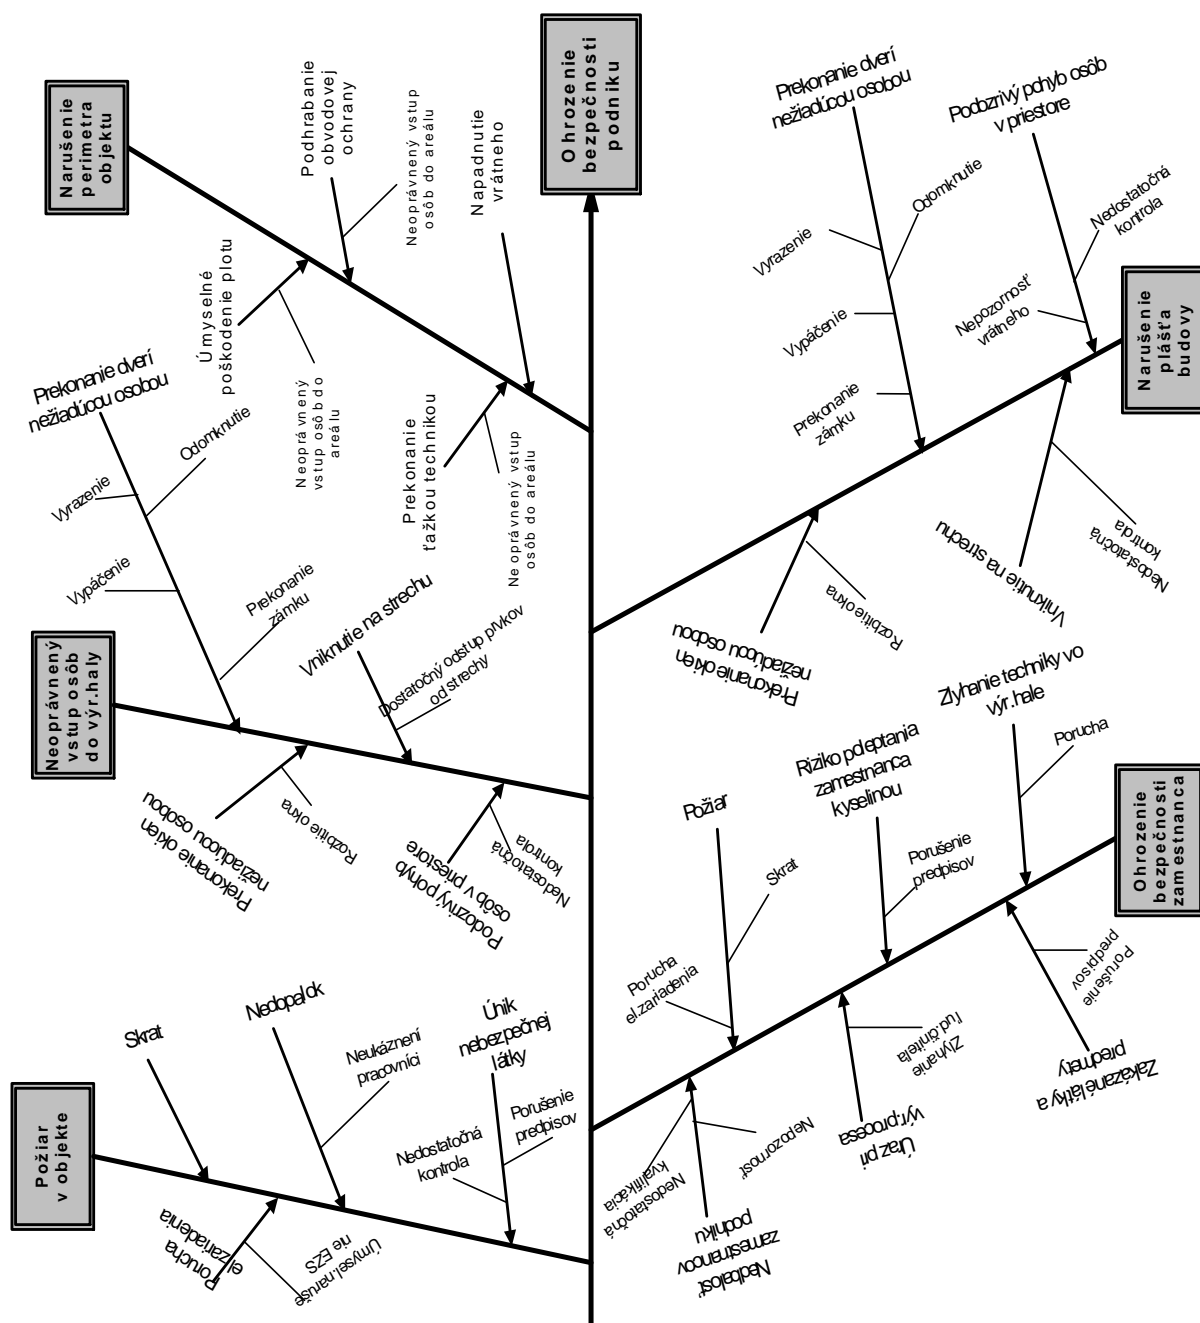 Ohrozenie
bezpečnosti
podniku
Narušenie
perimetra
objektu
Podhrabanie
obvodovej
ochrany
Neoprávnený vstup
osôb do areálu
Napadnutie
vrátneho
Úmyselné
poškodenie plotu
Neoprávnený
vstup osôb do
areálu
Prekonanie
ťažkou technikou
Neoprávnený vstup
osôb do areálu
Prekonanie dverí
nežiadúcou osobou
Vyrazenie
Odomknutie
Vypáčenie
Prekonanie
zámku
Neoprávnený
vstup osôb
do výr.haly
Vniknutie na strechu
Dostatočný odstup prvkov
od strechy
Prekonanie okien
nežiadúcou osobou
Rozbitie okna
Podozrivý pohyb
osôb v priestore
Nedostatočná
kontrola
Požiar
v objekte
Skrat
Nedopalok
Neukáznení
pracovníci
Únik
nebezpečnej
látky
Nedostatočná
kontrola
Porušenie
predpisov
Porucha
el.zariadenia
Úmysel.naruše
nie EZS
Prekonanie dverí
nežiadúcou osobou
Vyrazenie
Odomknutie
Vypáčenie
Prekonanie
zámku
Podozrivý pohyb osôb
v priestore
Nedostatočná
kontrola
Nepozornosť
vrátneho
Narušenie
plášťa
budovy
Prekonanie okien
nežiadúcou osobou
Rozbitie okna
Vniknutie na strechu
Nedostatočná
kontrola
Požiar
Skrat
Porucha
el.zariadenia
Riziko poleptania
zamestnanca
kyselinou
Porušenie
predpisov
Zlyhanie techniky vo
výr.hale
Porucha
Ohrozenie
bezpečnosti
zamestnanca
Nedbalosť
zamestnancov
podniku
Nedostatočná
kvalifikácia
Nepozornosť
Úraz pri
výr.procesa
Zlyhanie
ľud.činiteľa
Zakázané látky a
predmety
Porušenie
predpisov